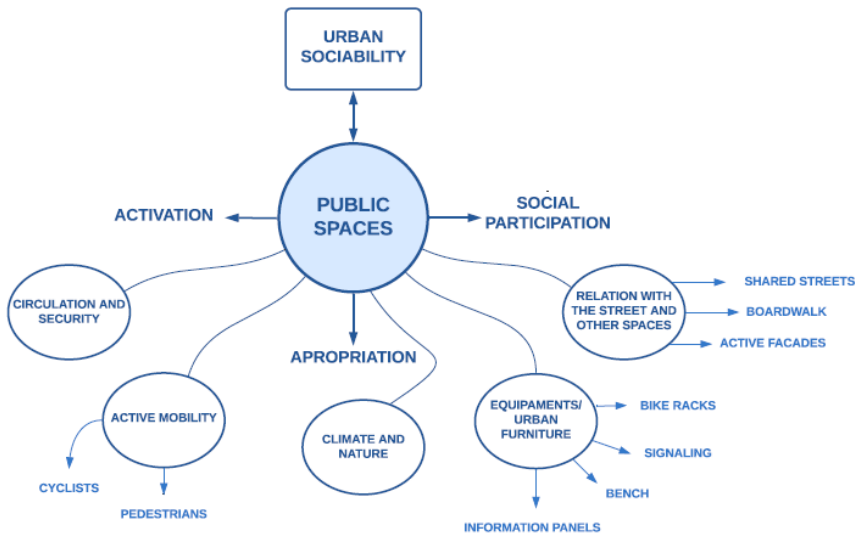 URBAN
SOCIABILITY
PUBLIC
SPACES
ACTIVATION
SOCIAL
PARTICIPATION
CIRCULATION AND
SECURITY
RELATION WITH
THE STREET AND
OTHER SPACES
SHARED STREETS
BOARDWALK
ACTIVE FACADES
APROPRIATION
ACTIVE MOBILITY
CYCLISTS
PEDESTRIANS
CLIMATE AND
NATURE
EQUIPAMENTS/
URBAN
FURNITURE
BIKE RACKS
SIGNALING
BENCH
INFORMATION PANELS